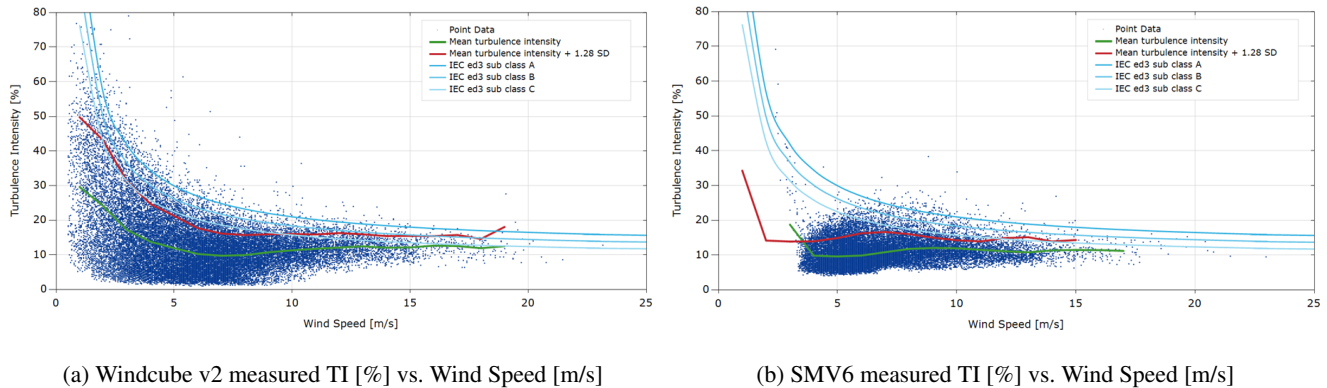 80
70
60
50
40
30
20
10
0
Turbulence Intensity [%]
Point Data
Mean turbulence intensity
Mean turbulence intensity + 1.28 SD
IEC ed3 sub class A
IEC ed3 sub class B
IEC ed3 sub class C
0 5 10 15 20 25
Wind Speed [m/s]
(a) Windcube v2 measured TI [%] vs. Wind Speed [m/s]
80
70
60
50
40
30
20
10
0
Turbulence Intensity [%]
Point Data
Mean turbulence intensity
Mean turbulence intensity + 1.28 SD
IEC ed3 sub class A
IEC ed3 sub class B
IEC ed3 sub class C
0 5 10 15 20 25
Wind Speed [m/s]
(b) SMV6 measured TI [%] vs. Wind Speed [m/s]